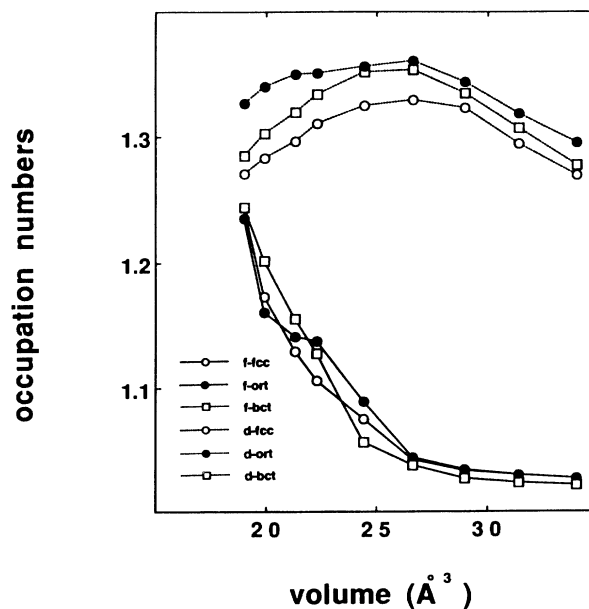 occupation numbers
1.3
1.2
1.1
f-fcc
f-ort
f-bct
d-fcc
d-ort
d-bct
20 25 30
volume (Å³)